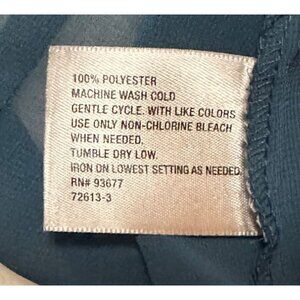 100% POLYESTER
MACHINE WASH COLD
GENTLE CYCLE. WITH LIKE COLORS
USE ONLY NON-CHLORINE BLEACH
WHEN NEEDED.
TUMBLE DRY LOW.
IRON ON LOWEST SETTING AS NEEDED
RN# 93677
72613-3